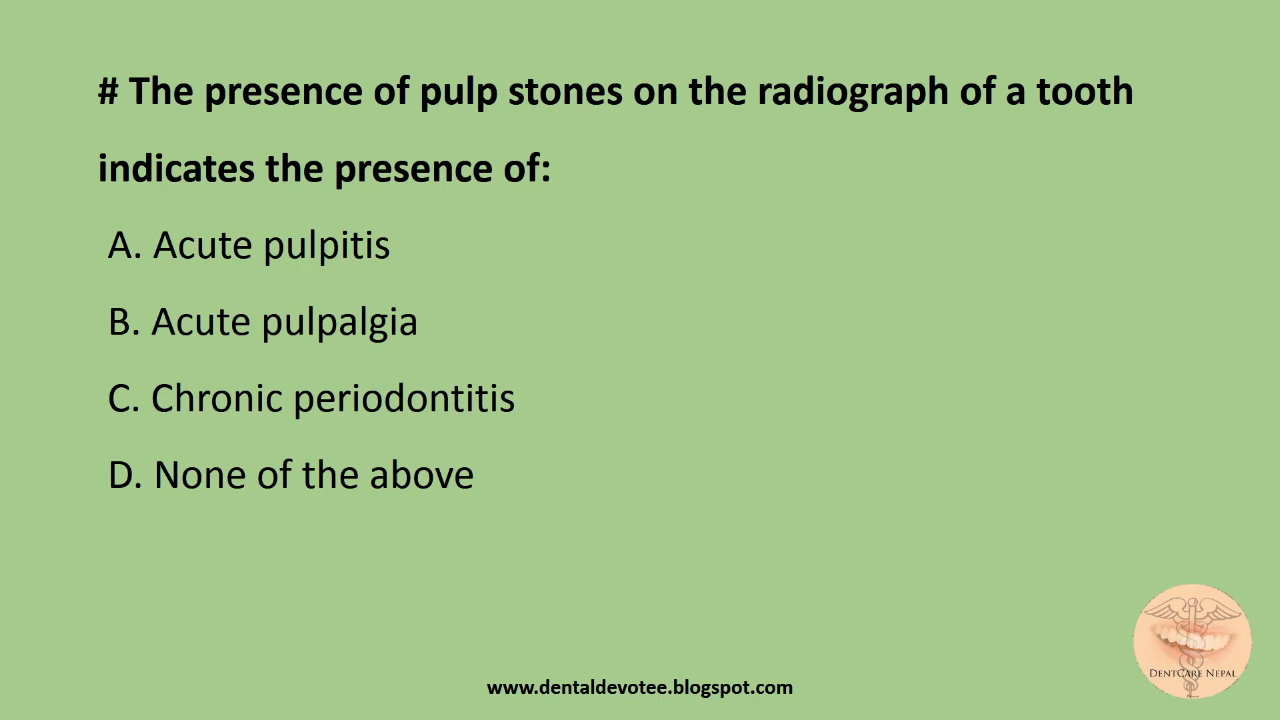 # The presence of pulp stones on the radiograph of a tooth
indicates the presence of:
A. Acute pulpitis
B. Acute pulpalgia
C. Chronic periodontitis
D. None of the above
DENTCARE NEPAL
www.dentaldevotee.blogspot.com